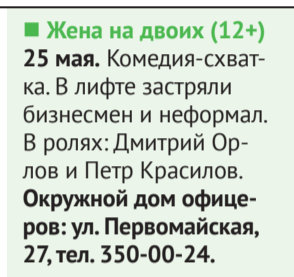 ■ Жена на двоих (12+)
25 мая. Комедия-схват-
ка. В лифте застряли
бизнесмен и неформал.
В ролях: Дмитрий Ор-
лов и Петр Красилов.
Окружной дом офице-
ров: ул. Первомайская,
27, тел. 350-00-24.